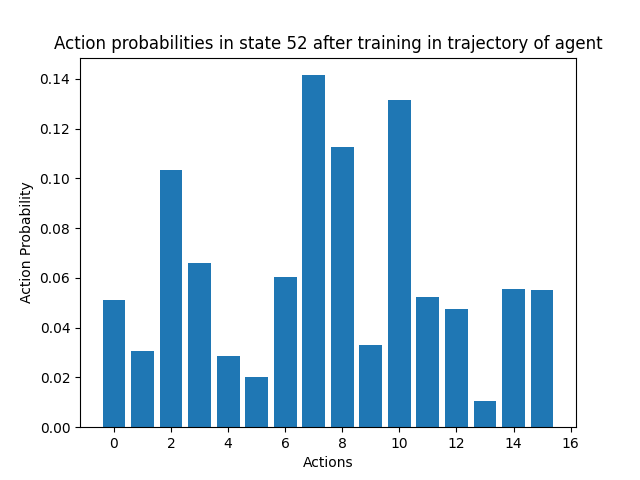 Action probabilities in state 52 after training in trajectory of agent
0.14
0.12
0.10
0.08
0.06
0.04
0.02
0.00
Action Probability
0 2 4 6 8 10 12 14 16
Actions